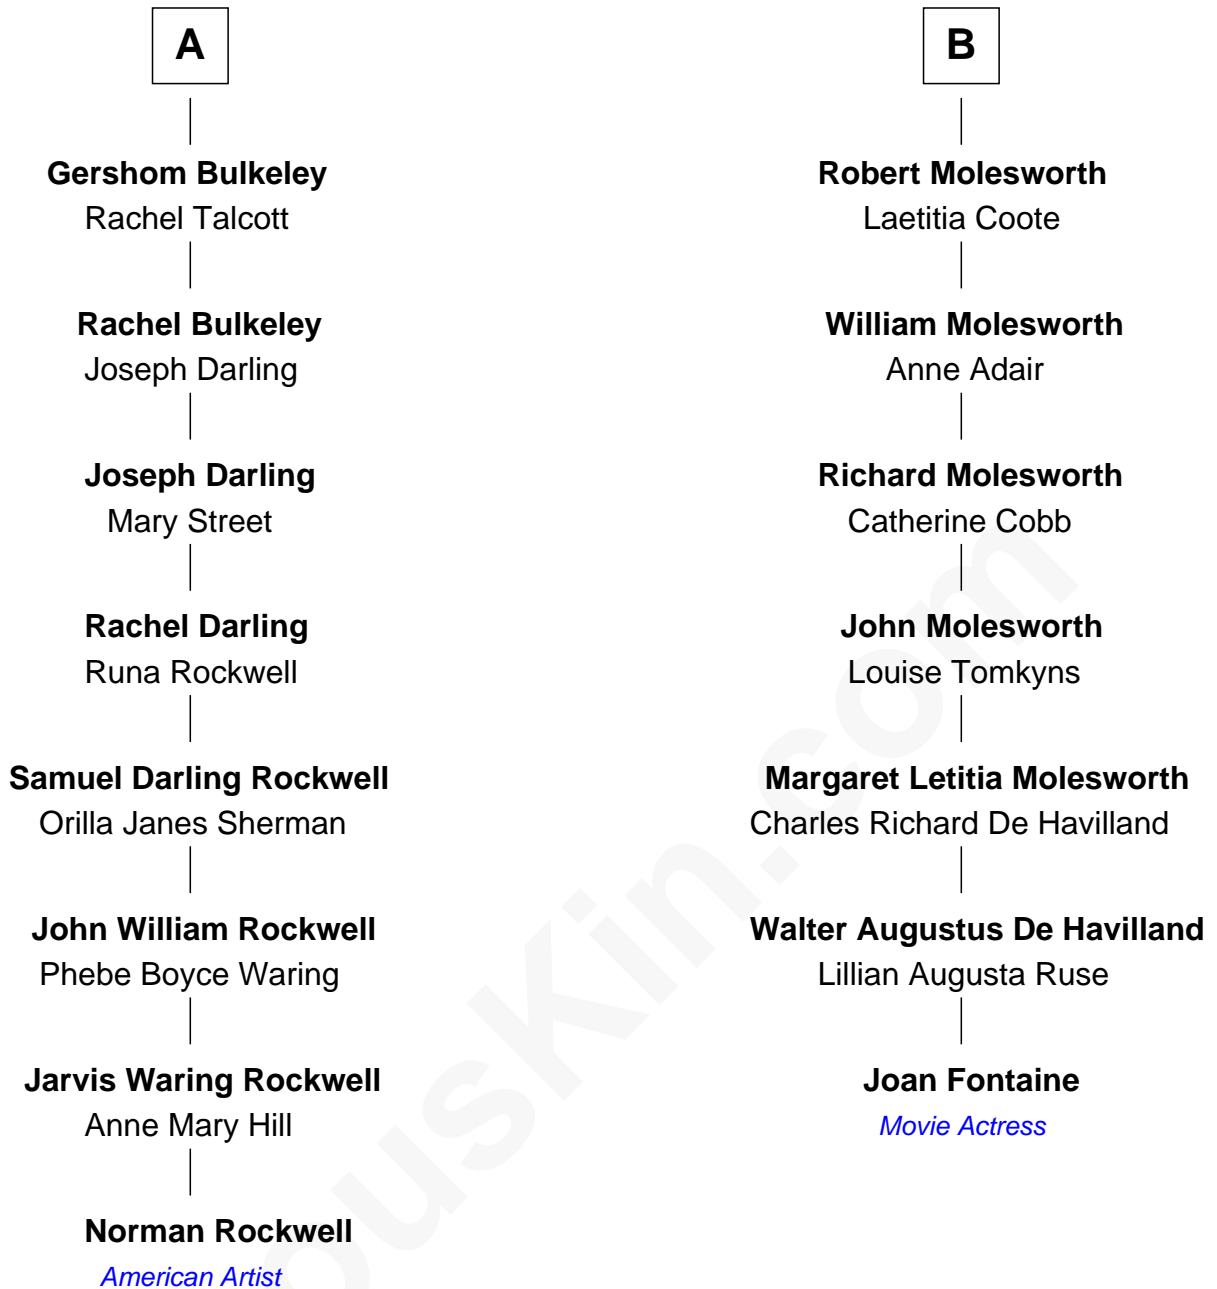 A
Gershom Bulkeley
Rachel Talcott
Rachel Bulkeley
Joseph Darling
Joseph Darling
Mary Street
Rachel Darling
Runa Rockwell
Samuel Darling Rockwell
Orilla Janes Sherman
John William Rockwell
Phebe Boyce Waring
Jarvis Waring Rockwell
Anne Mary Hill
Norman Rockwell
American Artist
B
Robert Molesworth
Laetitia Coote
William Molesworth
Anne Adair
Richard Molesworth
Catherine Cobb
John Molesworth
Louise Tomkyns
Margaret Letitia Molesworth
Charles Richard De Havilland
Walter Augustus De Havilland
Lillian Augusta Ruse
Joan Fontaine
Movie Actress
ousKin.com